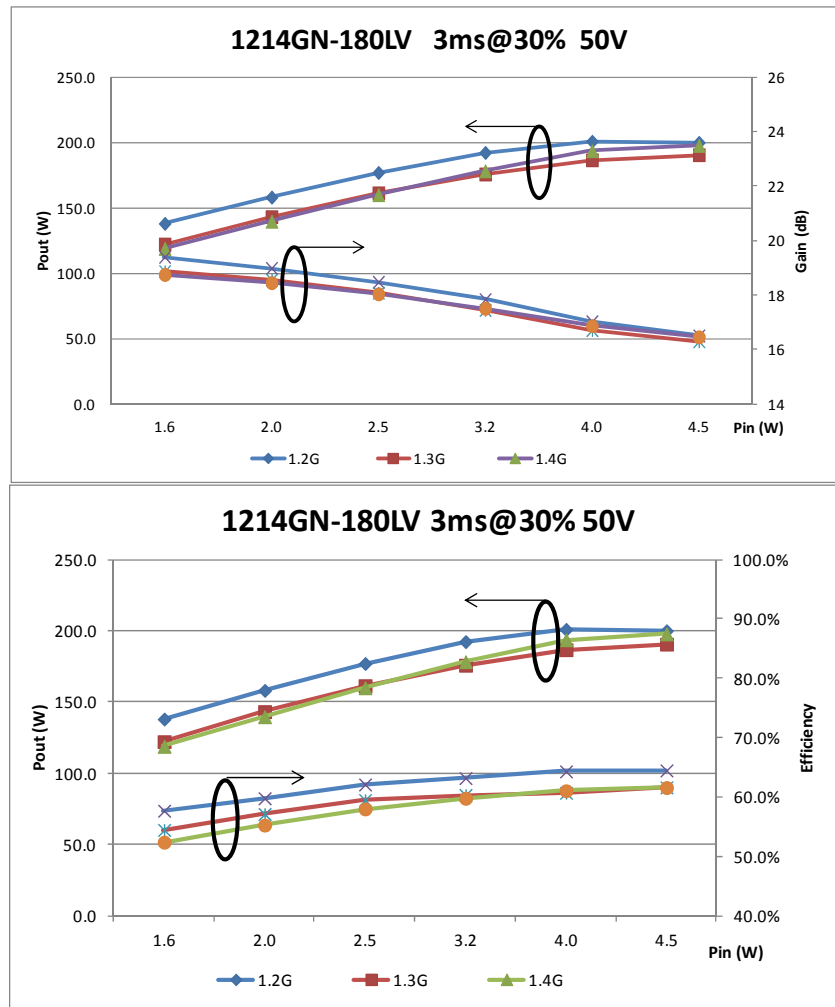 1214GN-180LV 3ms@30% 50V
250.0
200.0
150.0
100.0
50.0
0.0
Pout (W)
26
24
22
20
18
16
14
Gain (dB)
1.6 2.0 2.5 3.2 4.0 4.5 Pin (W)
1.2G 1.3G 1.4G
1214GN-180LV 3ms@30% 50V
250.0
200.0
150.0
100.0
50.0
0.0
Pout (W)
100.0%
90.0%
80.0%
70.0%
60.0%
50.0%
40.0%
Efficiency
1.6 2.0 2.5 3.2 4.0 4.5 Pin (W)
1.2G 1.3G 1.4G